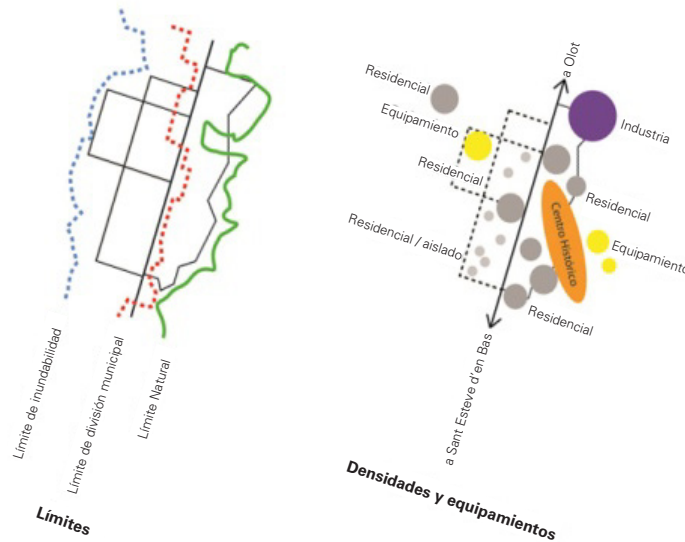 Límite de inundabilidad
Límite de división municipal
Límite Natural
Límites
a Olot
Residencial
Equipamiento
Industria
Residencial
Residencial
Centro Histórico
Residencial / aislado
Equipamiento
Residencial
a Sant Esteve d'en Bas
Densidades y equipamientos